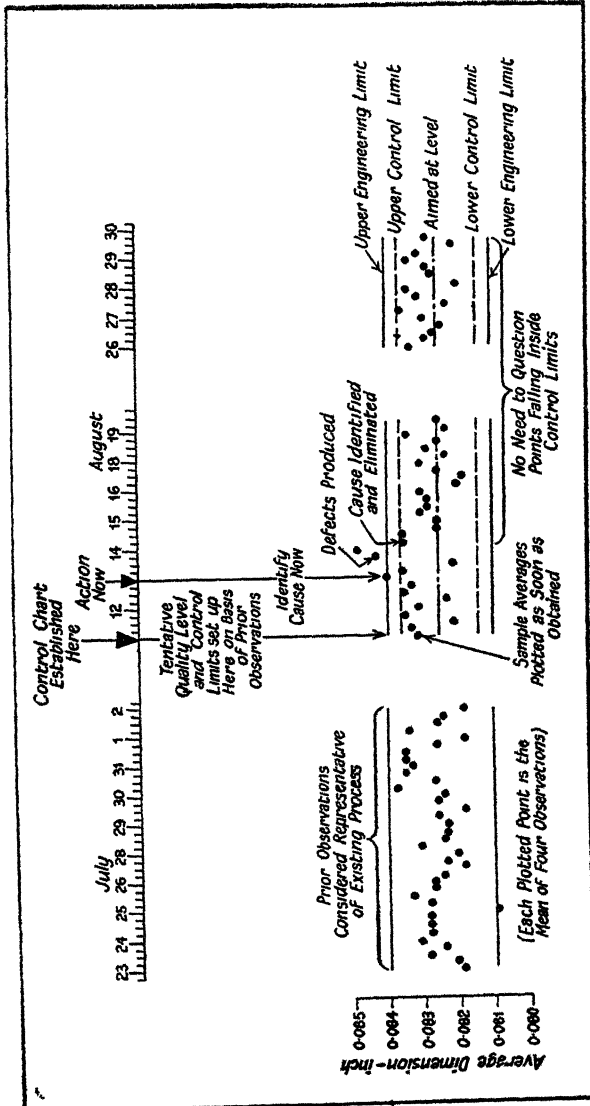 Control Chart
Established
Here
Action
Now
July
August
23 24 25 26 28 29 30 31 1 2
12 14 15 16 18 19
26 27 28 29 30
Tentative
Quality Level
and Control
Limits set up
Here on Basis
of Prior
Observations
Identify
Cause Now
Defects Produced
Cause Identified
and Eliminated
Upper Engineering Limit
Upper Control Limit
Aimed at Level
Lower Control Limit
Lower Engineering Limit
Prior Observations
Considered Representative
of Existing Process
(Each Plotted Point is the
Mean of Four Observations)
Sample Averages
Plotted as Soon as
Obtained
No Need to Question
Points Falling Inside
Control Limits
Average Dimension-inch
0·085
0·084
0·083
0·082
0·081
0·080